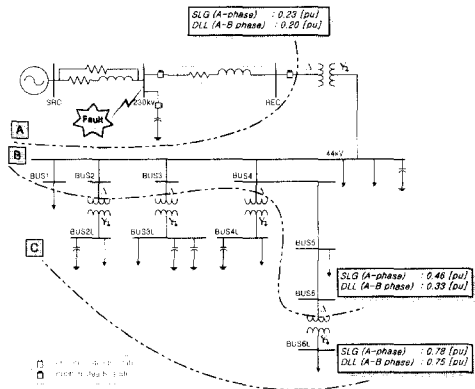 SLG (A-phase) : 0.23 [pu]
DLL (A-B phase) : 0.20 [pu]
SRC
230kV
REC
Fault
A
B
44kV
BUS1
BUS2
BUS3
BUS4
C
BUS2L
BUS3L
BUS4L
BUS5
SLG (A-phase) : 0.46 [pu]
DLL (A-B phase) : 0.33 [pu]
BUS6
SLG (A-phase) : 0.78 [pu]
DLL (A-B phase) : 0.75 [pu]
BUS6L